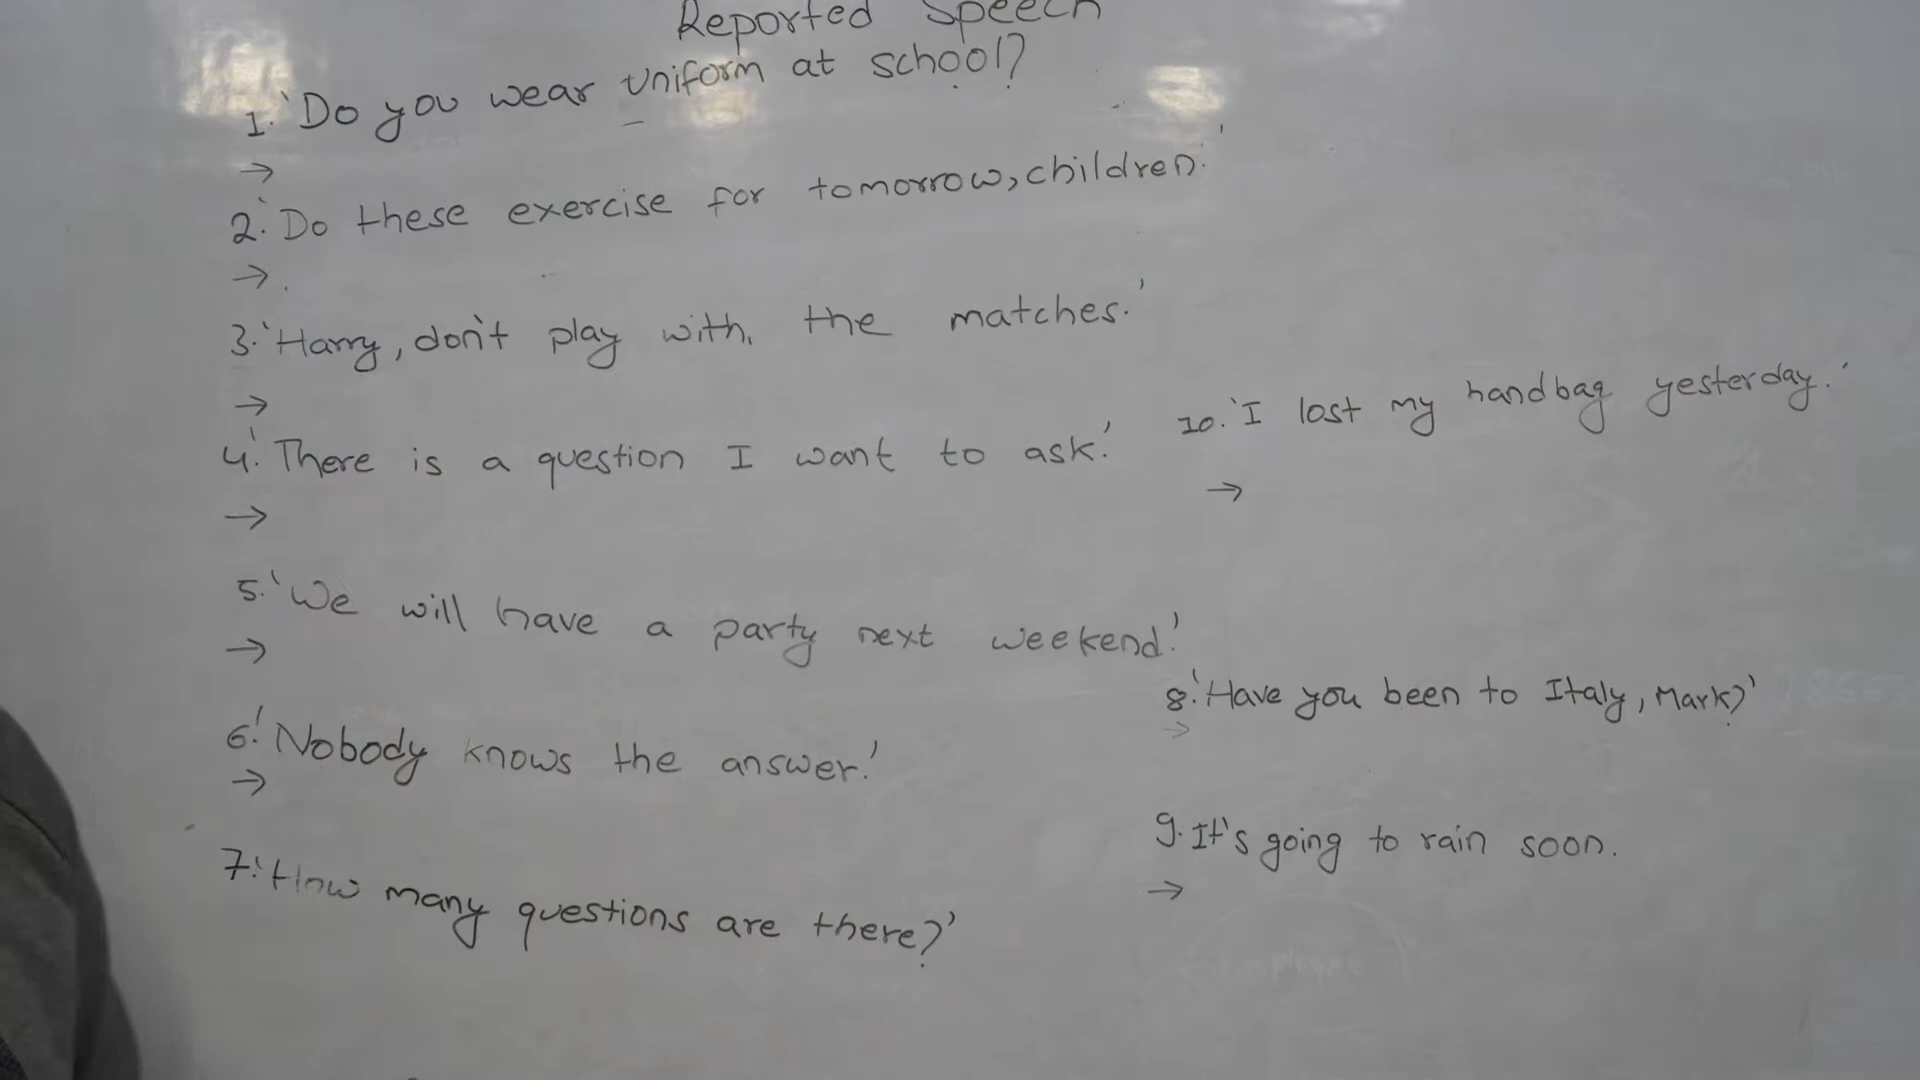 Reported Speech
1. 'Do you wear uniform at school?
→
2. 'Do these exercise for tomorrow, children.'
→.
3. 'Harry, don't play with the matches.'
→
4. 'There is a question I want to ask.'
→
5. 'We will have a party next weekend.'
→
6. 'Nobody knows the answer.'
→
7. 'How many questions are there?'
10. 'I lost my handbag yesterday.'
→
8. 'Have you been to Italy, Mark?'
→
9. It's going to rain soon.
→